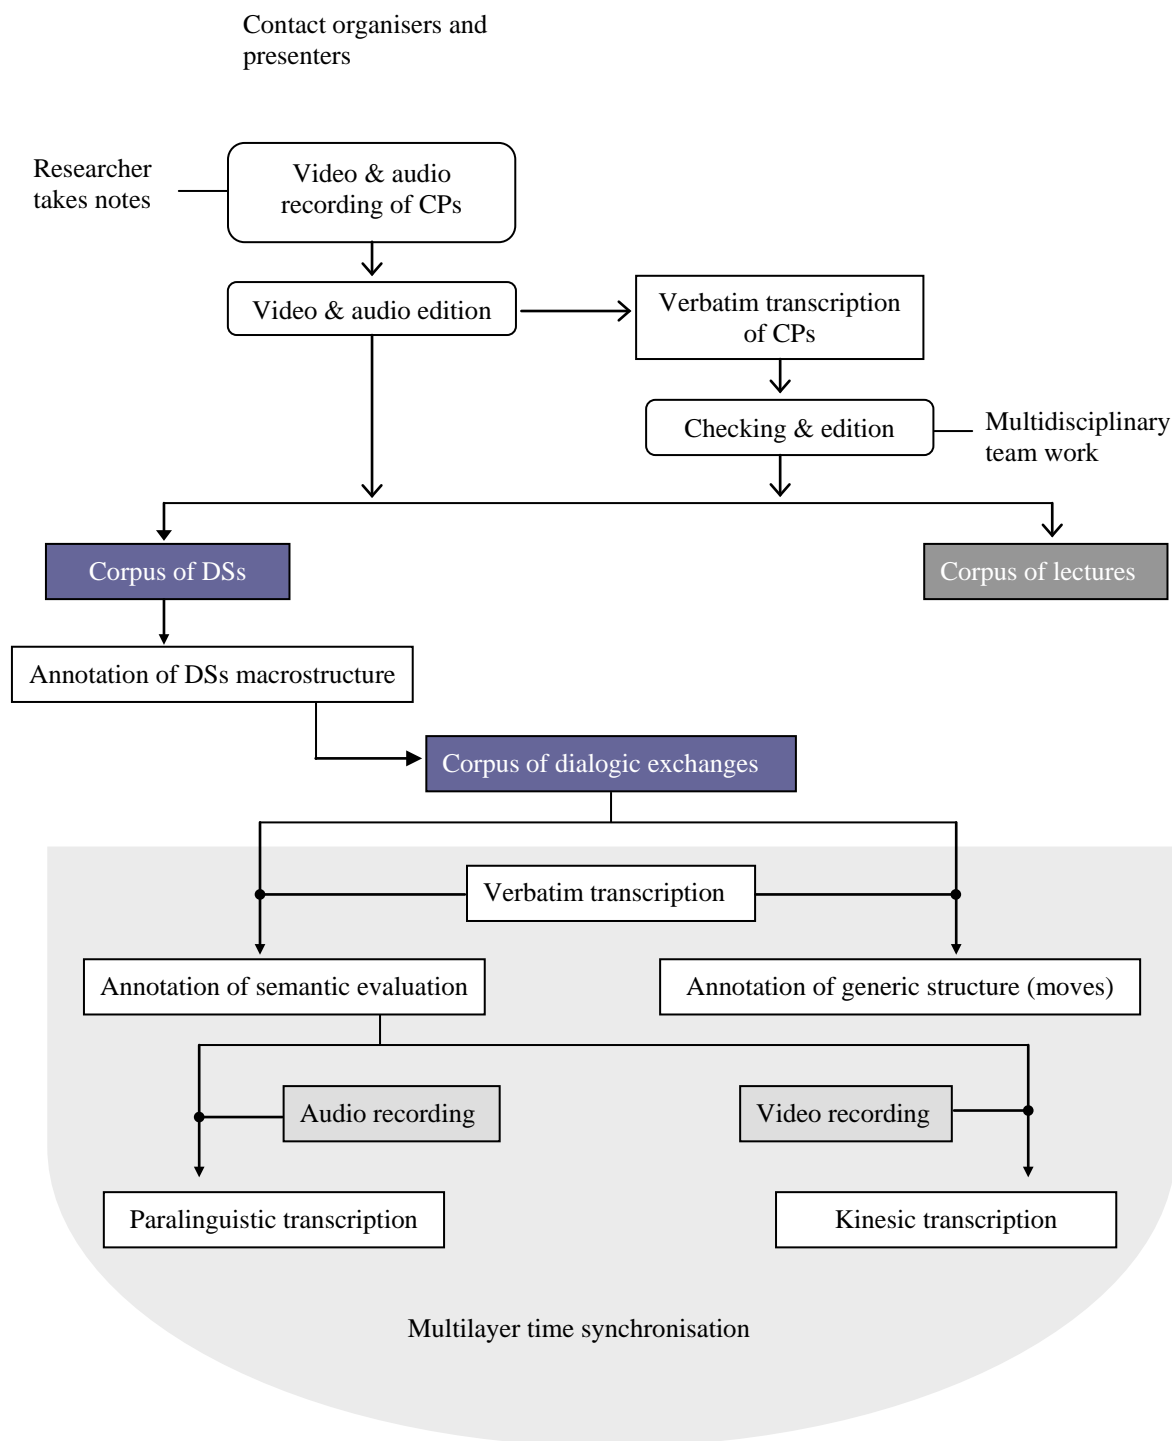 Contact organisers and
presenters
Researcher
takes notes
Video & audio
recording of CPs
Video & audio edition
Verbatim transcription
of CPs
Checking & edition
Multidisciplinary
team work
Corpus of DSs
Corpus of lectures
Annotation of DSs macrostructure
Corpus of dialogic exchanges
Verbatim transcription
Annotation of semantic evaluation
Annotation of generic structure (moves)
Audio recording
Video recording
Paralinguistic transcription
Kinesic transcription
Multilayer time synchronisation